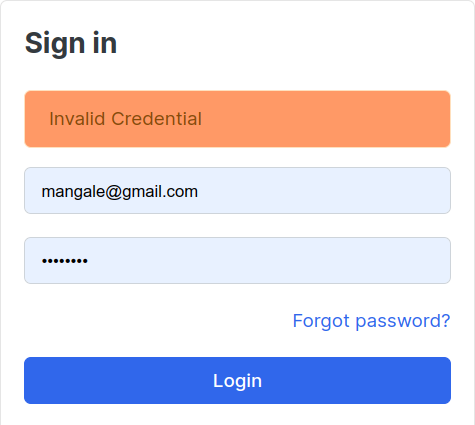 Sign in
Invalid Credential
mangale@gmail.com
••••••••
Forgot password?
Login